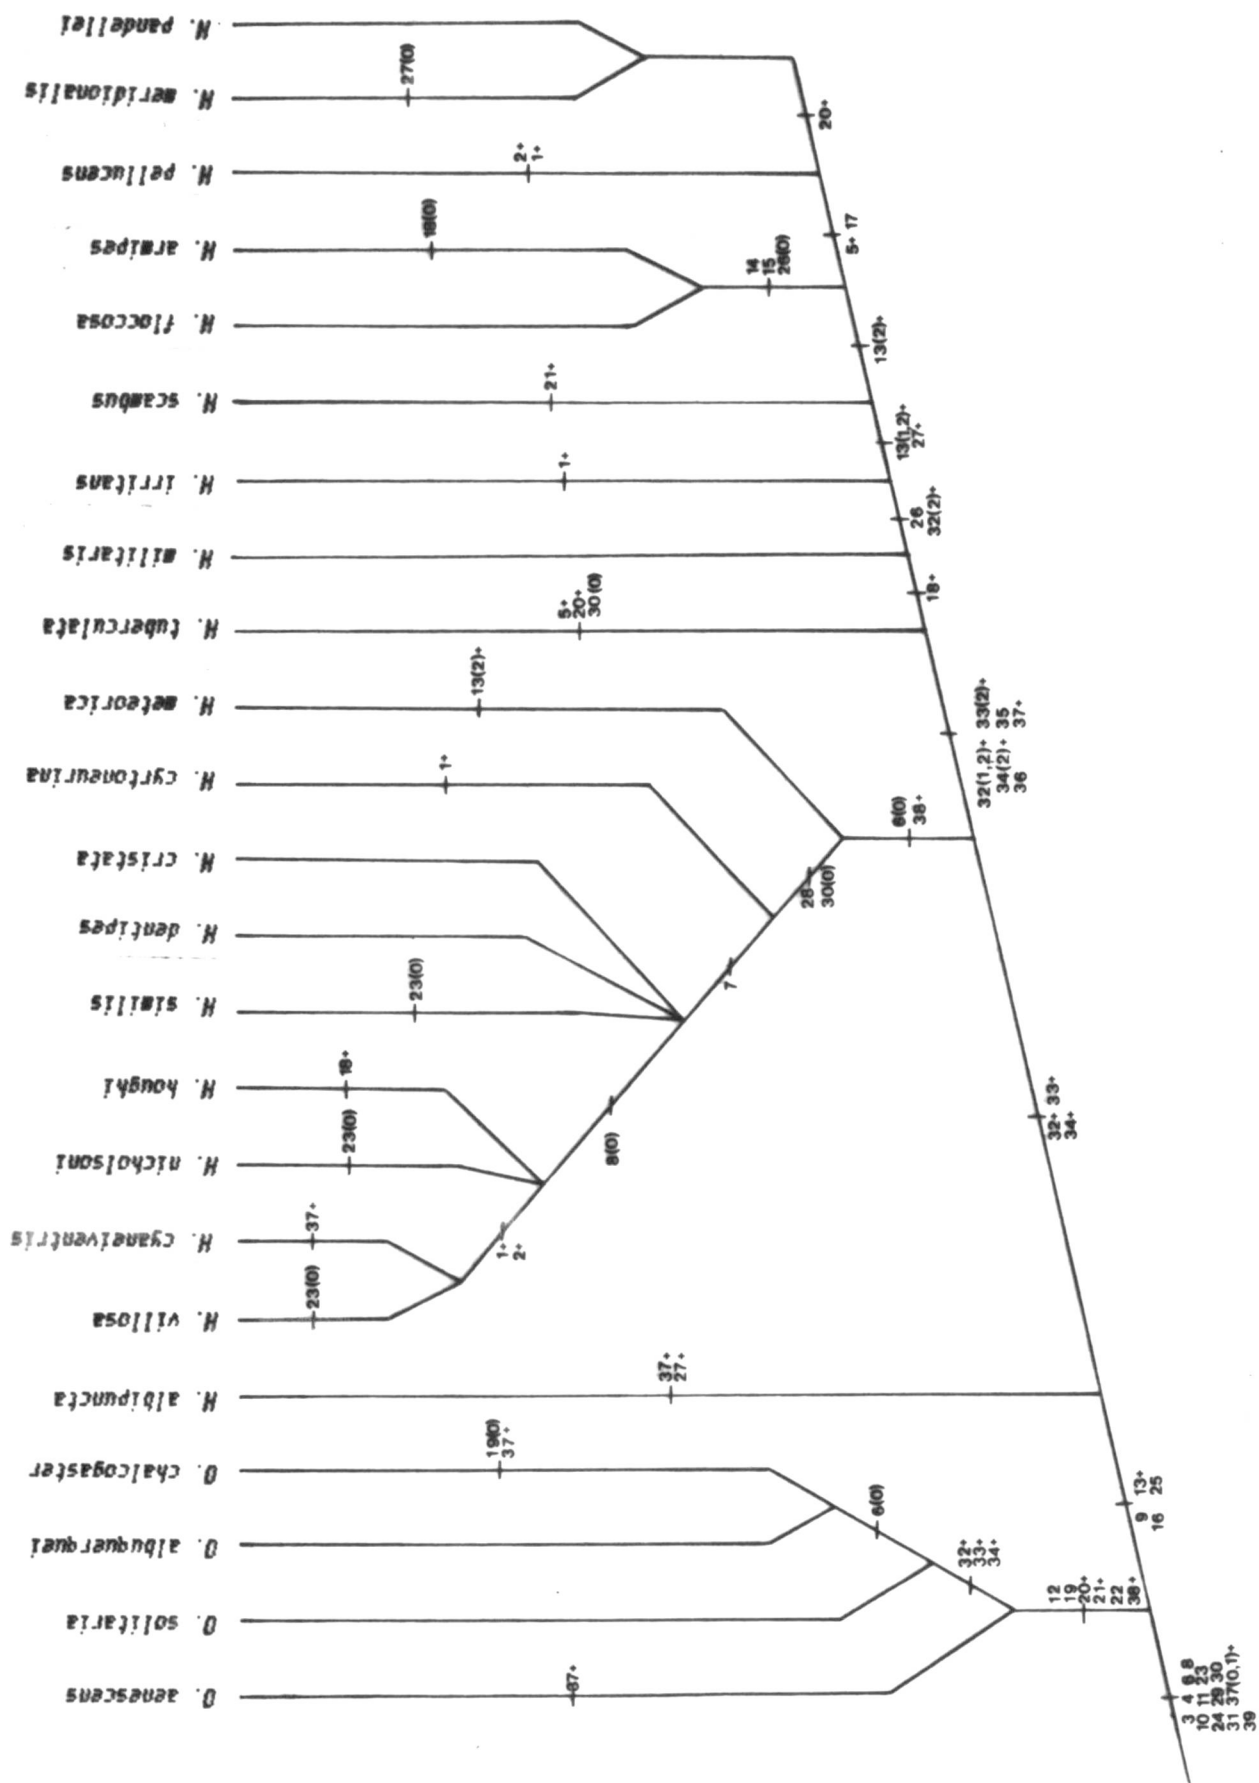 H. pandellei
H. meridionalis
27(0)
20+
H. pellucens
2+
1+
5+ 17
H. armipes
18(0)
14
15
26(0)
H. floccosa
13(2)+
H. scambus
21+
13(1,2)+
27+
H. irritans
1+
26
32(2)+
H. militaris
18+
H. tuberculata
5+
20+
30(0)
H. meteorica
13(2)+
32(1,2)+ 33(2)+
34(2)+ 35
36 37+
H. cyrtoneurina
1+
6(0)
38+
H. cristata
28
30(0)
H. dentipes
7
H. similis
23(0)
H. houghi
18+
8(0)
32+ 33+
34+
H. nicholsoni
23(0)
H. cyaneiventris
37+
1+
2+
H. villosa
23(0)
H. albipuncta
37+
27+
O. chalcogaster
19(0)
37+
6(0)
9 13+
16 25
O. albuquerquei
32+
33+
34+
O. solitaria
12
19
20+
21+
22
38+
O. aenescens
37+
3 4 6 8
10 11 23
24 29 30
31 37(0,1)+
39